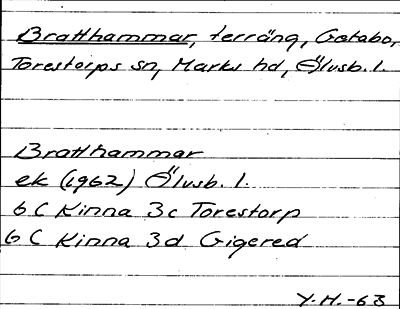 Bratthammar, terräng, Götabo,
Torestorps sn, Marks hd, Älvsb. l.
Bratthammar
ek (1962) Älvsb. l.
6 C Kinna 3c Torestorp
6 C Kinna 3d Gigered
Y.H.-63